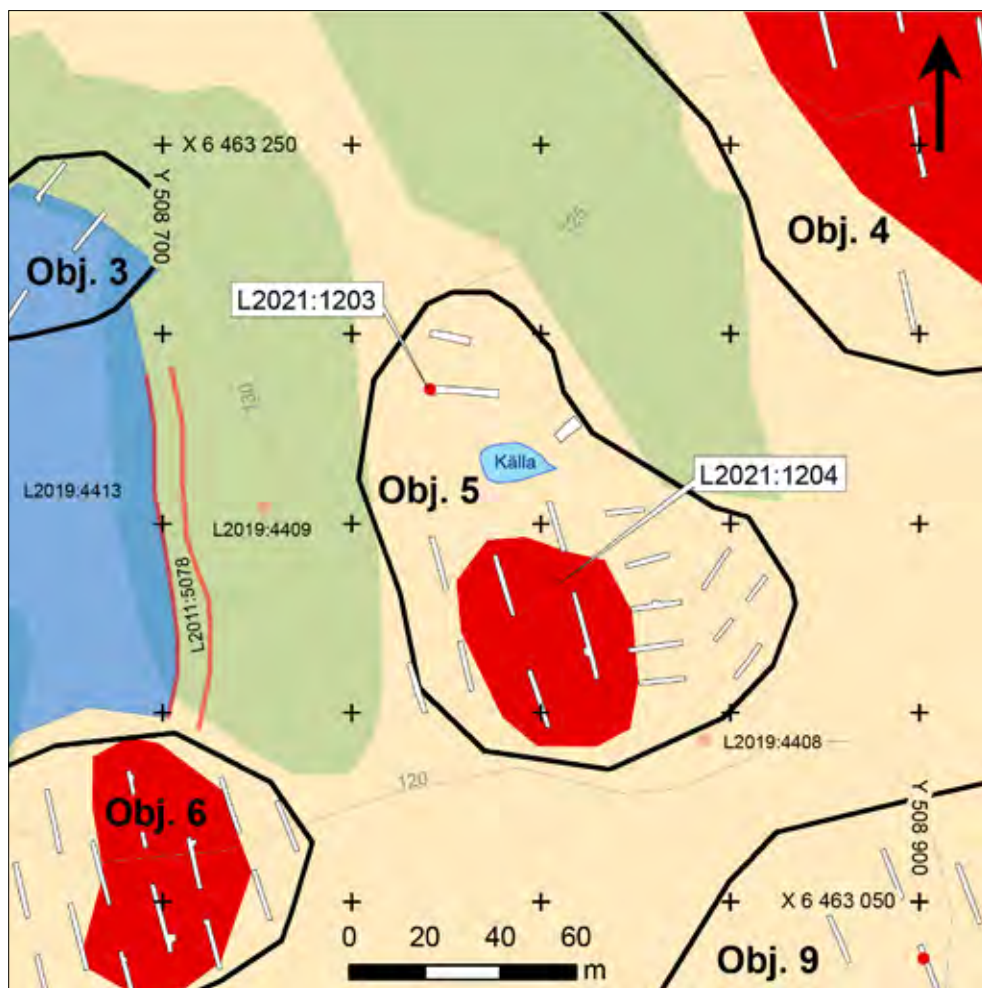 X 6 463 250
Y 508 700
Obj. 3
Obj. 4
125
L2021:1203
130
Källa
L2021:1204
Obj. 5
L2019:4413
L2019:4409
L2011:5078
L2019:4408
120
Obj. 6
Y 508 900
X 6 463 050
0 20 40 60
m
Obj. 9